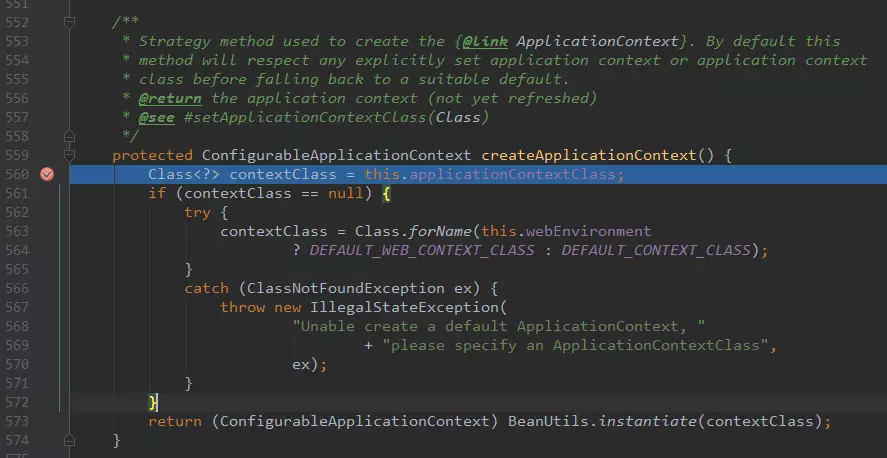 551
552 /**
553 * Strategy method used to create the {@link ApplicationContext}. By default this
554 * method will respect any explicitly set application context or application context
555 * class before falling back to a suitable default.
556 * @return the application context (not yet refreshed)
557 * @see #setApplicationContextClass(Class)
558 */
559 protected ConfigurableApplicationContext createApplicationContext() {
560 Class<?> contextClass = this.applicationContextClass;
561 if (contextClass == null) {
562 try {
563 contextClass = Class.forName(this.webEnvironment
564 ? DEFAULT_WEB_CONTEXT_CLASS : DEFAULT_CONTEXT_CLASS);
565 }
566 catch (ClassNotFoundException ex) {
567 throw new IllegalStateException(
568 "Unable create a default ApplicationContext, "
569 + "please specify an ApplicationContextClass",
570 ex);
571 }
572 }
573 return (ConfigurableApplicationContext) BeanUtils.instantiate(contextClass);
574 }